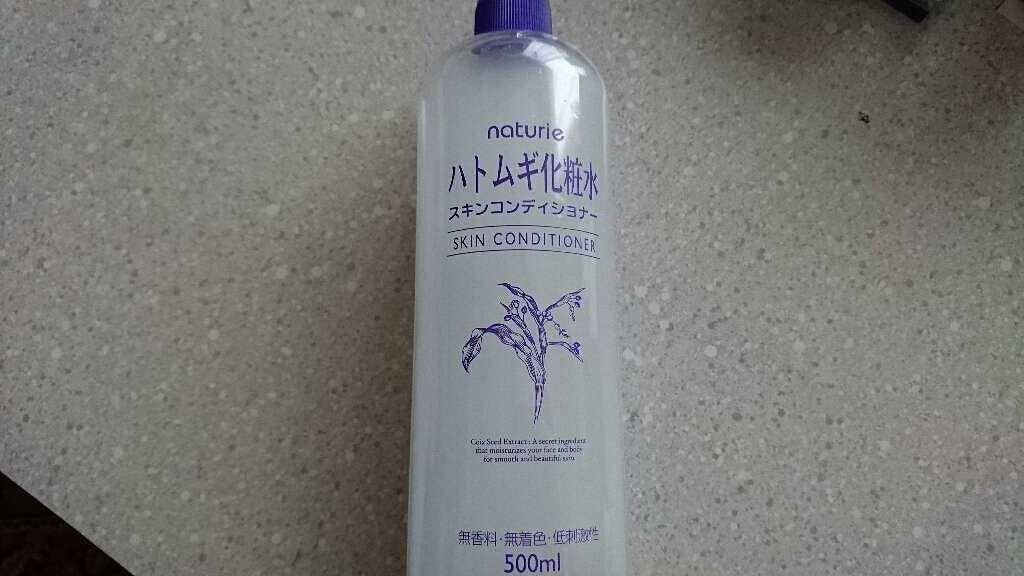 naturie
ハトムギ化粧水
スキンコンディショナー
SKIN CONDITIONER
Coix Seed Extract : A secret ingredient
that moisturizes your face and body
for smooth and beautiful skin.
無香料・無着色・低刺激性
500ml